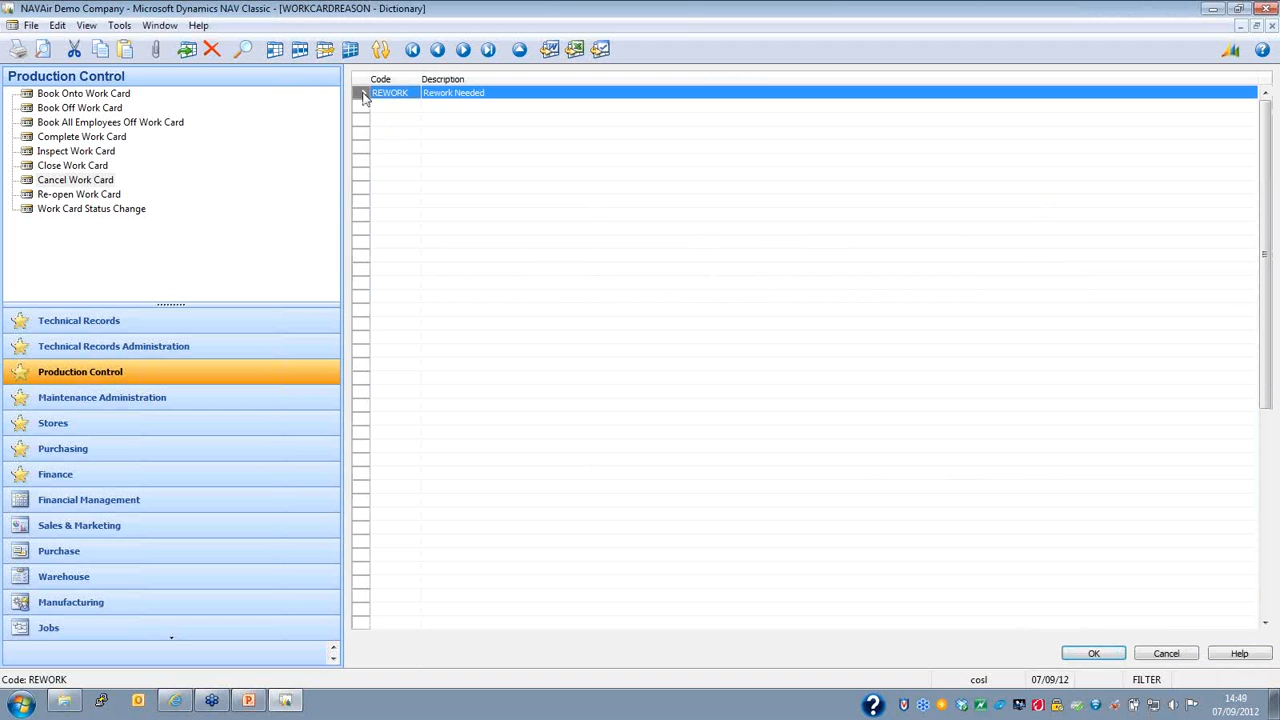 NAVAir Demo Company - Microsoft Dynamics NAV Classic - [WORKCARDREASON - Dictionary]
File Edit View Tools Window Help
Production Control
Book Onto Work Card
Book Off Work Card
Book All Employees Off Work Card
Complete Work Card
Inspect Work Card
Close Work Card
Cancel Work Card
Re-open Work Card
Work Card Status Change
Technical Records
Technical Records Administration
Production Control
Maintenance Administration
Stores
Purchasing
Finance
Financial Management
Sales & Marketing
Purchase
Warehouse
Manufacturing
Jobs
Code Description
REWORK Rework Needed
OK Cancel Help
Code: REWORK cosl 07/09/12 FILTER
14:49
07/09/2012